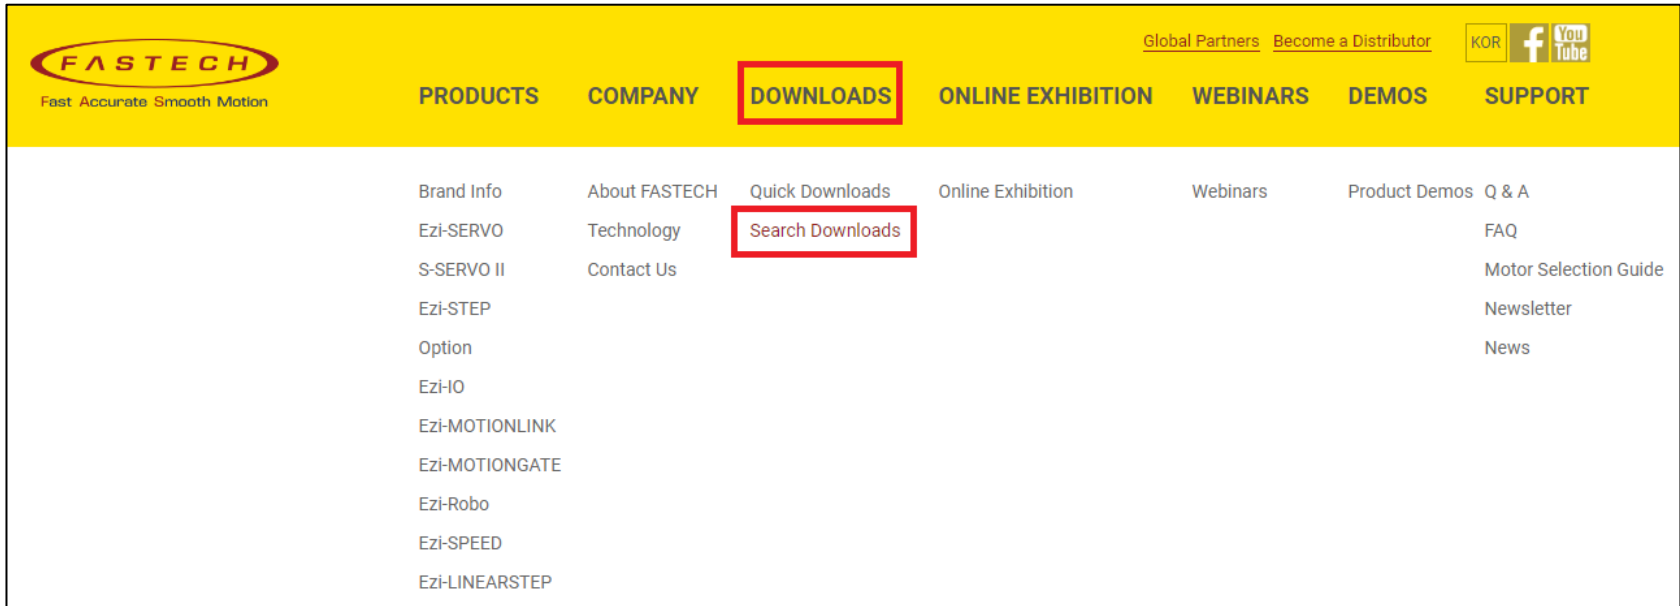 FASTECH
Fast Accurate Smooth Motion
Global Partners Become a Distributor KOR f You Tube
PRODUCTS COMPANY DOWNLOADS ONLINE EXHIBITION WEBINARS DEMOS SUPPORT
Brand Info About FASTECH Quick Downloads Online Exhibition Webinars Product Demos Q & A
Ezi-SERVO Technology Search Downloads FAQ
S-SERVO II Contact Us Motor Selection Guide
Ezi-STEP Newsletter
Option News
Ezi-IO
Ezi-MOTIONLINK
Ezi-MOTIONGATE
Ezi-Robo
Ezi-SPEED
Ezi-LINEARSTEP